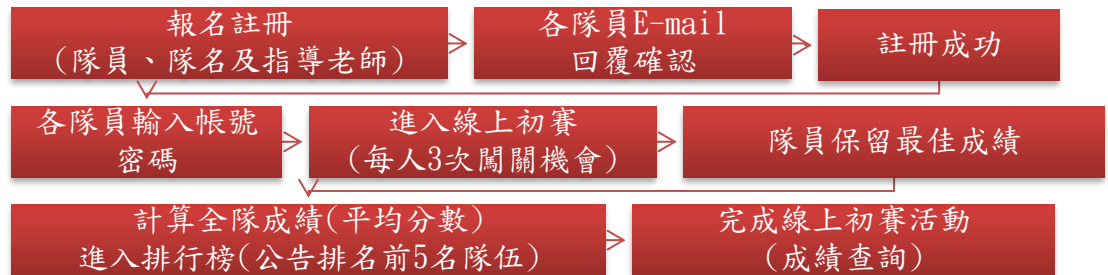 報名註冊
(隊員、隊名及指導老師)
各隊員E-mail
回覆確認
註冊成功
各隊員輸入帳號
密碼
進入線上初賽
(每人3次闖關機會)
隊員保留最佳成績
計算全隊成績(平均分數)
進入排行榜(公告排名前5名隊伍)
完成線上初賽活動
(成績查詢)